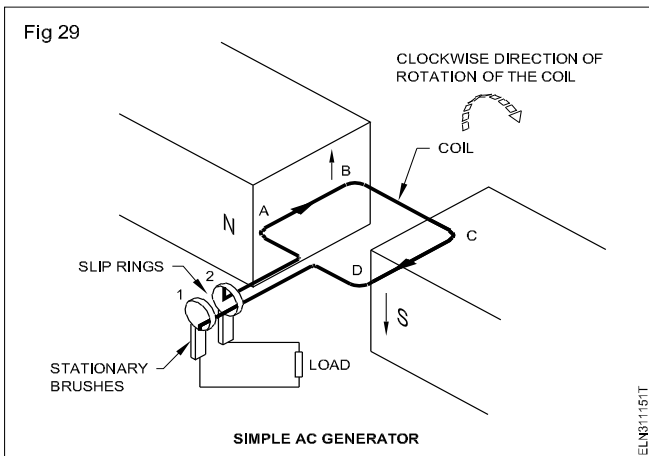 Fig 29
CLOCKWISE DIRECTION OF
ROTATION OF THE COIL
COIL
B
A
N
C
SLIP RINGS
2
1
D
S
STATIONARY
BRUSHES
LOAD
SIMPLE AC GENERATOR
ELN311151T